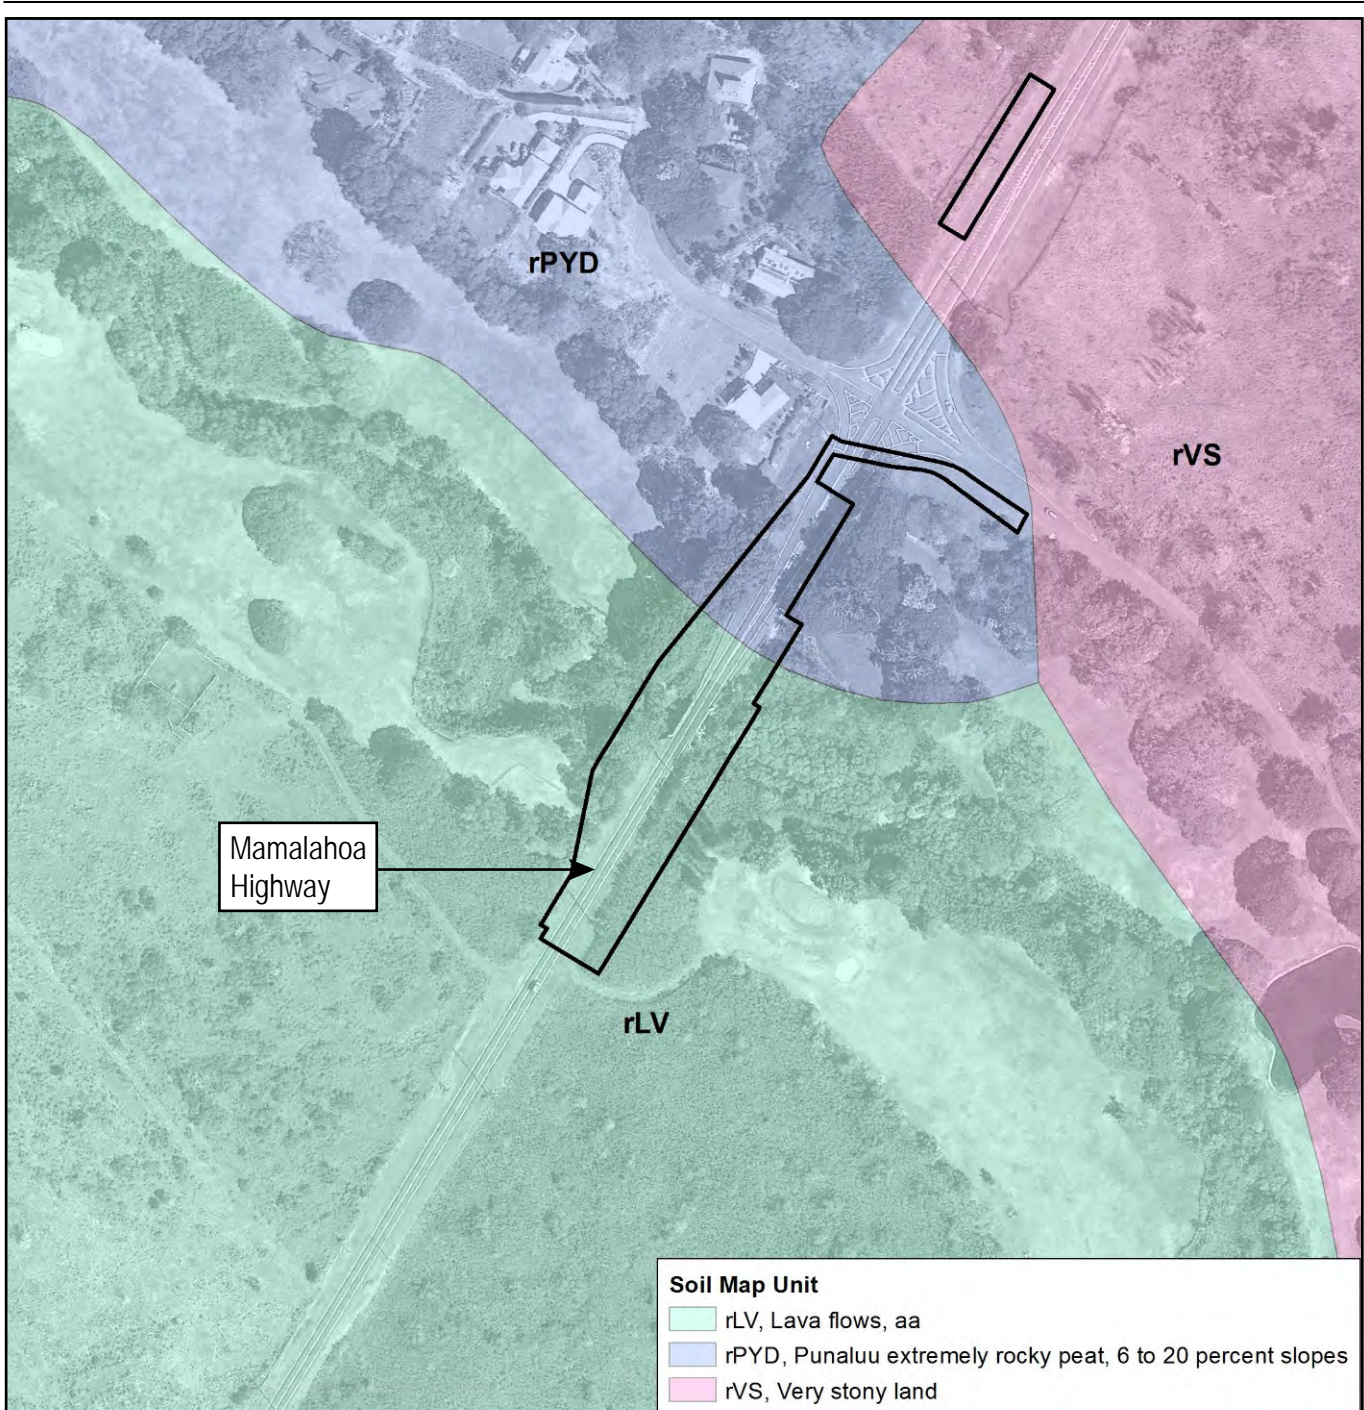 rPYD
rVS
Mamalahoa
Highway
rLV
Soil Map Unit
rLV, Lava flows, aa
rPYD, Punaluu extremely rocky peat, 6 to 20 percent slopes
rVS, Very stony land